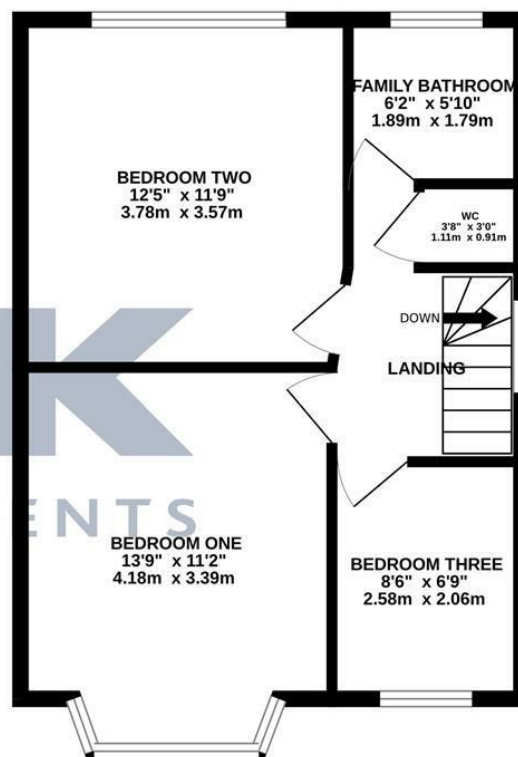 FAMILY BATHROOM
6'2" x 5'10"
1.89m x 1.79m
BEDROOM TWO
12'5" x 11'9"
3.78m x 3.57m
WC
3'8" x 3'0"
1.11m x 0.91m
DOWN
LANDING
K
ENTS
BEDROOM ONE
13'9" x 11'2"
4.18m x 3.39m
BEDROOM THREE
8'6" x 6'9"
2.58m x 2.06m